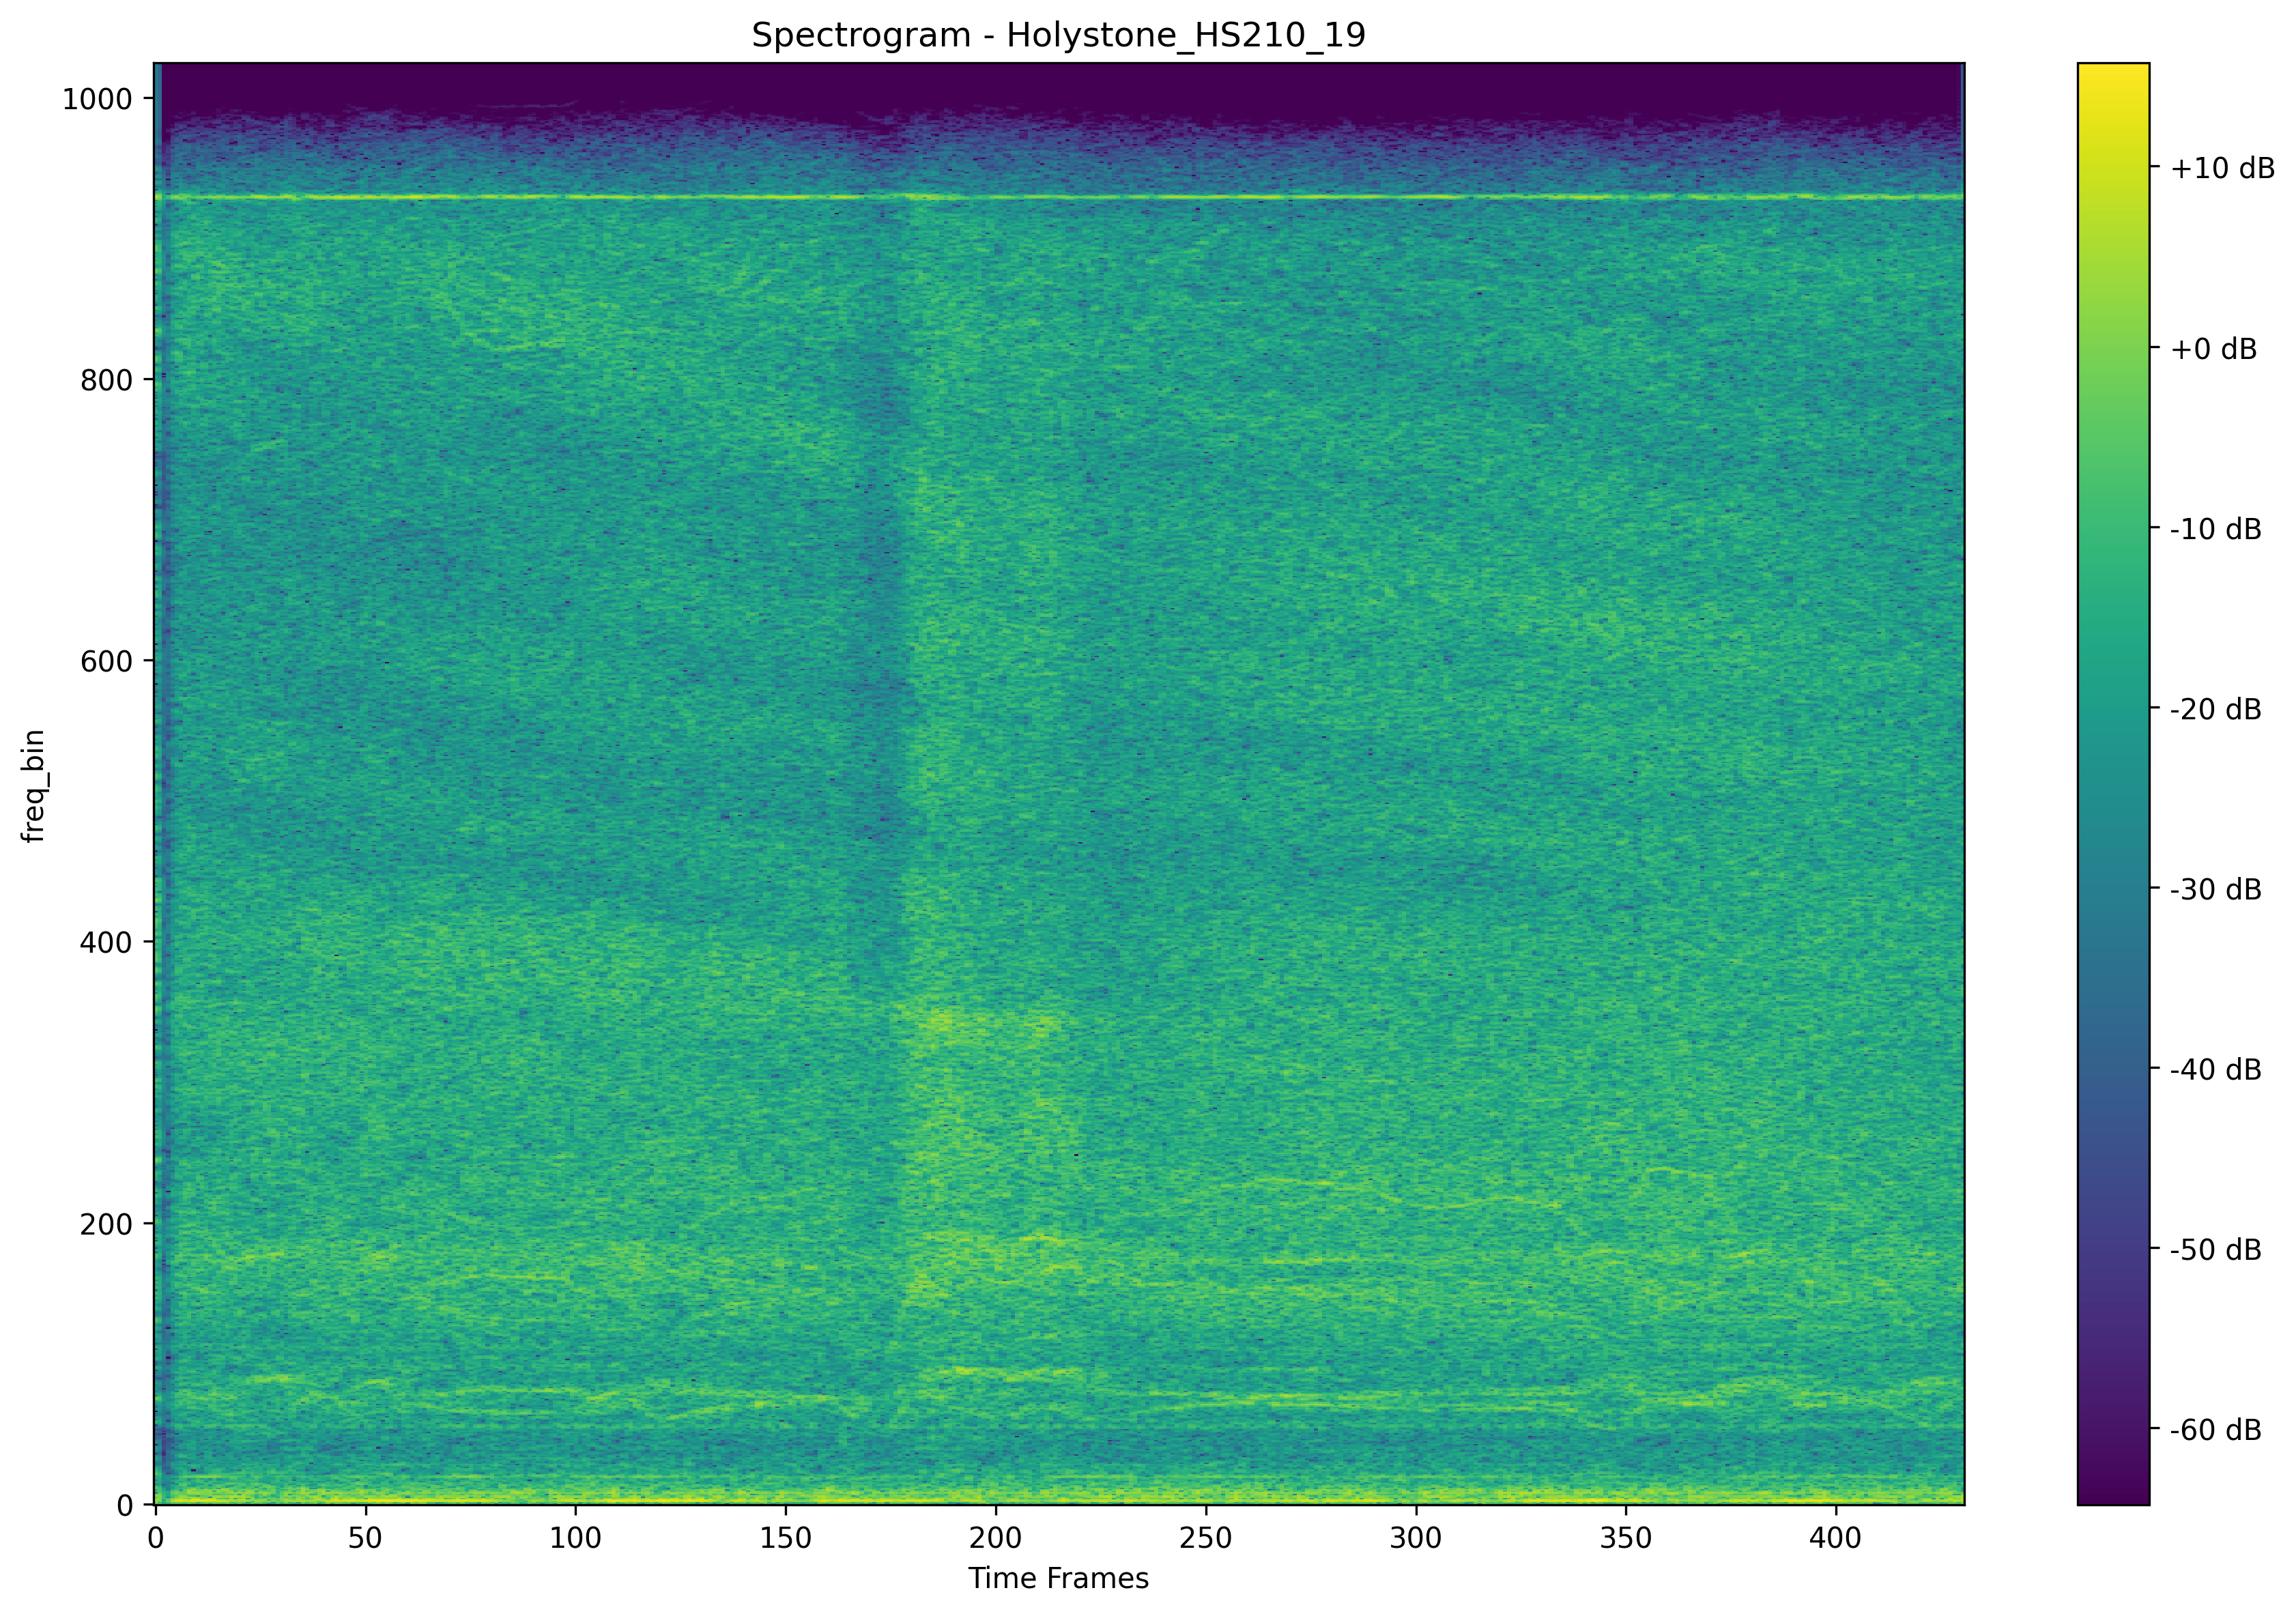 Spectrogram - Holystone_HS210_19
freq_bin
1000
800
600
400
200
0
0 50 100 150 200 250 300 350 400
Time Frames
+10 dB
+0 dB
-10 dB
-20 dB
-30 dB
-40 dB
-50 dB
-60 dB